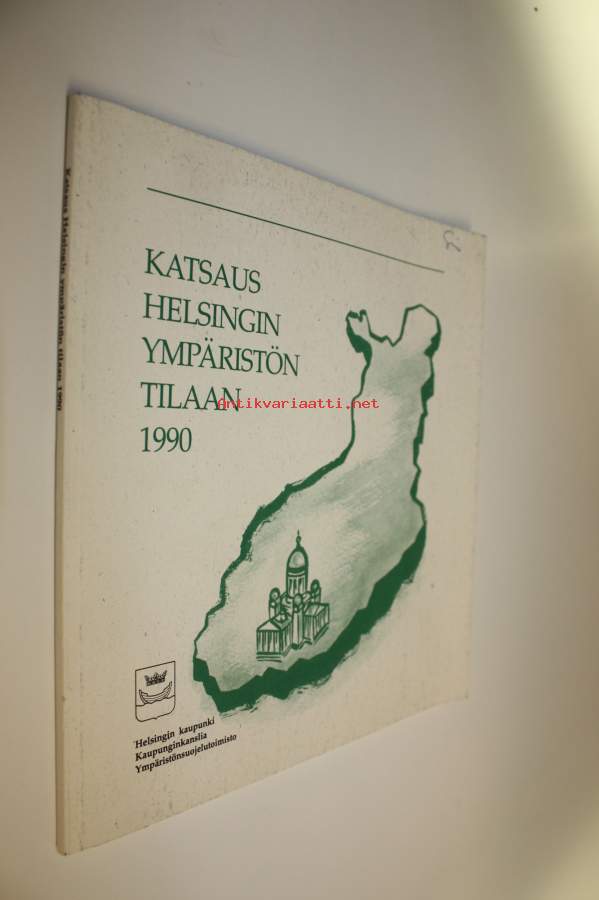 Katsaus Helsingin ympäristön tilaan 1990
KATSAUS
HELSINGIN
YMPÄRISTÖN
TILAAN
1990
Antikvariaatti.net
Helsingin kaupunki
Kaupunginkanslia
Ympäristönsuojelutoimisto